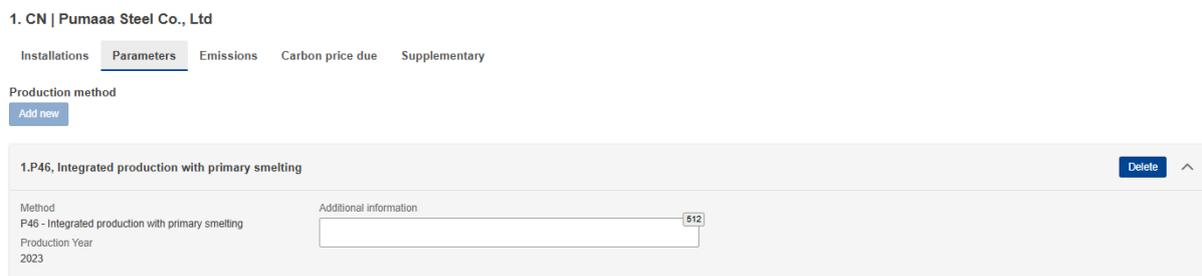 1. CN | Pumaaa Steel Co., Ltd
Installations Parameters Emissions Carbon price due Supplementary
Production method
Add new
1.P46, Integrated production with primary smelting Delete
Method Additional information
P46 - Integrated production with primary smelting 512
Production Year
2023